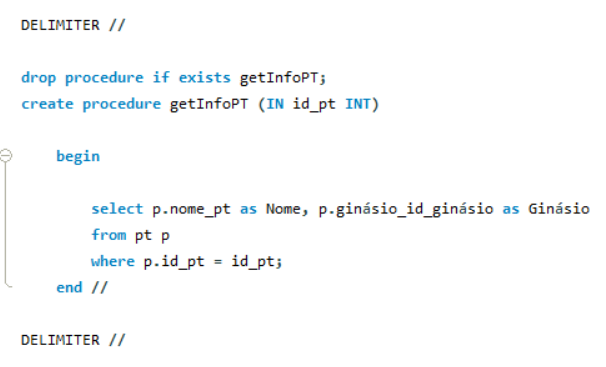 DELIMITER //
drop procedure if exists getInfoPT;
create procedure getInfoPT (IN id_pt INT)
begin
select p.nome_pt as Nome, p.ginásio_id_ginásio as Ginásio
from pt p
where p.id_pt = id_pt;
end //
DELIMITER //